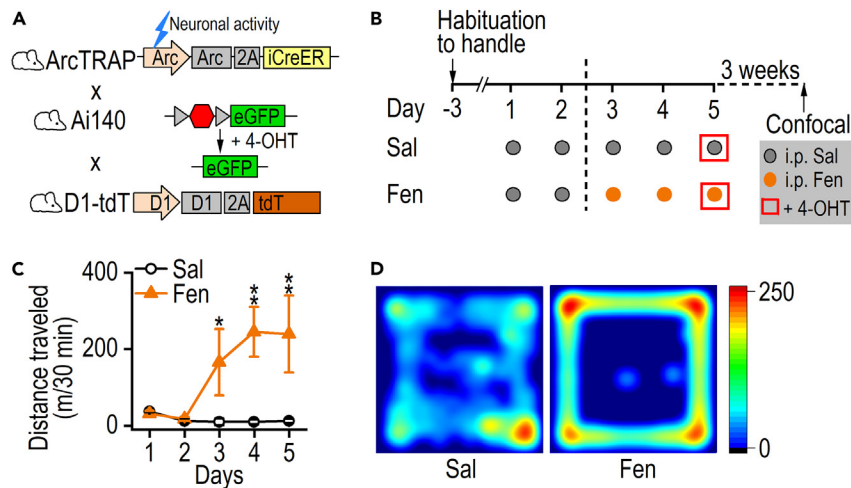 A
Neuronal activity
ArcTRAP Arc Arc 2A iCreER
x
Ai140 eGFP
+ 4-OHT
x eGFP
D1-tdT D1 D1 2A tdT
B
Habituation
to handle
3 weeks
Day -3 1 2 3 4 5
Confocal
Sal
Fen
i.p. Sal
i.p. Fen
+ 4-OHT
C
Sal
Fen
Distance traveled
(m/30 min)
400
200
0
* ** **
1 2 3 4 5
Days
D
250
0
Sal Fen